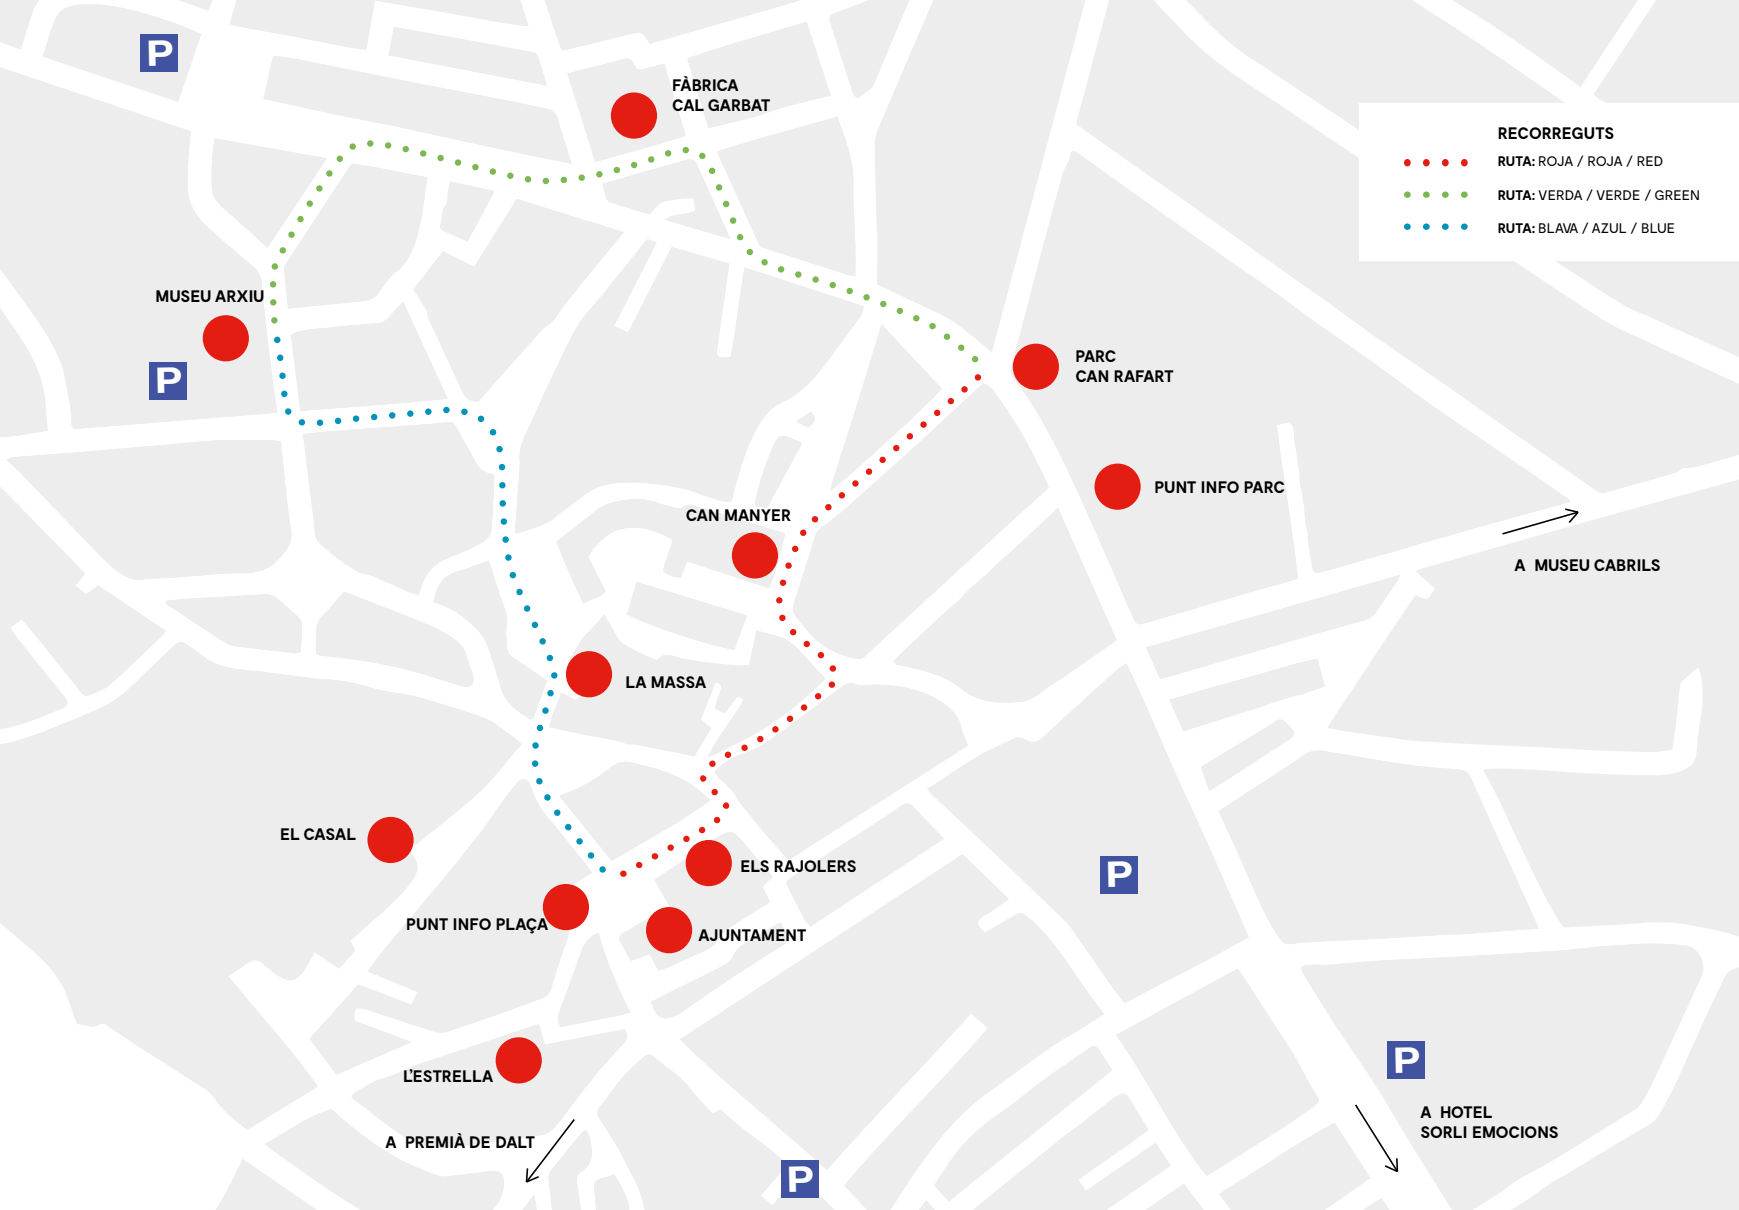 P
FÀBRICA
CAL GARBAT
RECORREGUTS
RUTA: ROJA / ROJA / RED
RUTA: VERDA / VERDE / GREEN
RUTA: BLAVA / AZUL / BLUE
MUSEU ARXIU
P
PARC
CAN RAFART
PUNT INFO PARC
CAN MANYER
A MUSEU CABRILS
LA MASSA
EL CASAL
ELS RAJOLERS
P
PUNT INFO PLAÇA
AJUNTAMENT
L'ESTRELLA
P
A HOTEL
SORLI EMOCIONS
A PREMIÀ DE DALT
P